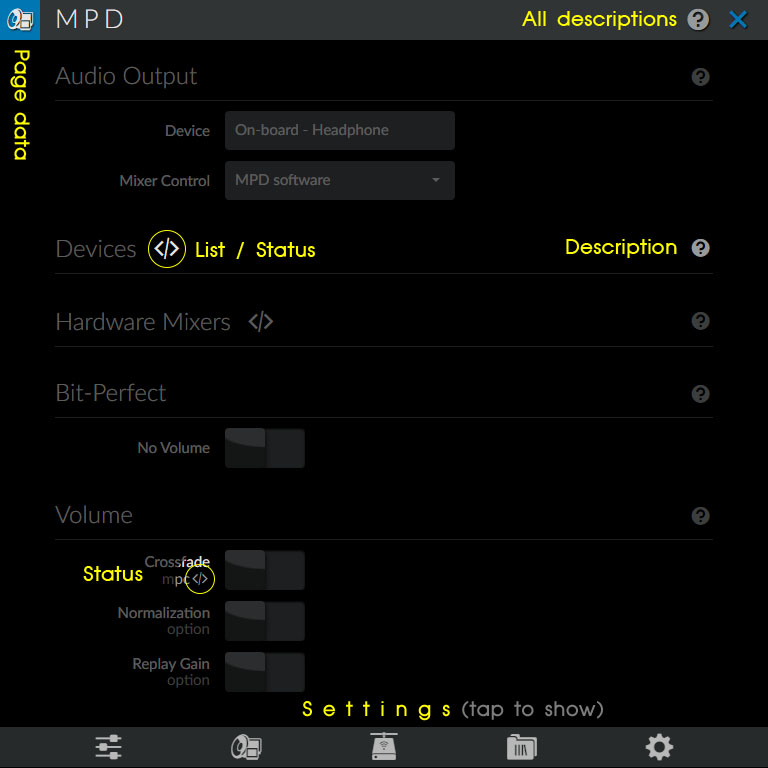 MPD
All descriptions
Page data
Audio Output
Device On-board - Headphone
Mixer Control MPD software
Devices </> List / Status Description
Hardware Mixers </>
Bit-Perfect
No Volume
Volume
Crossfade
Status mpc </>
Normalization
option
Replay Gain
option
Settings (tap to show)